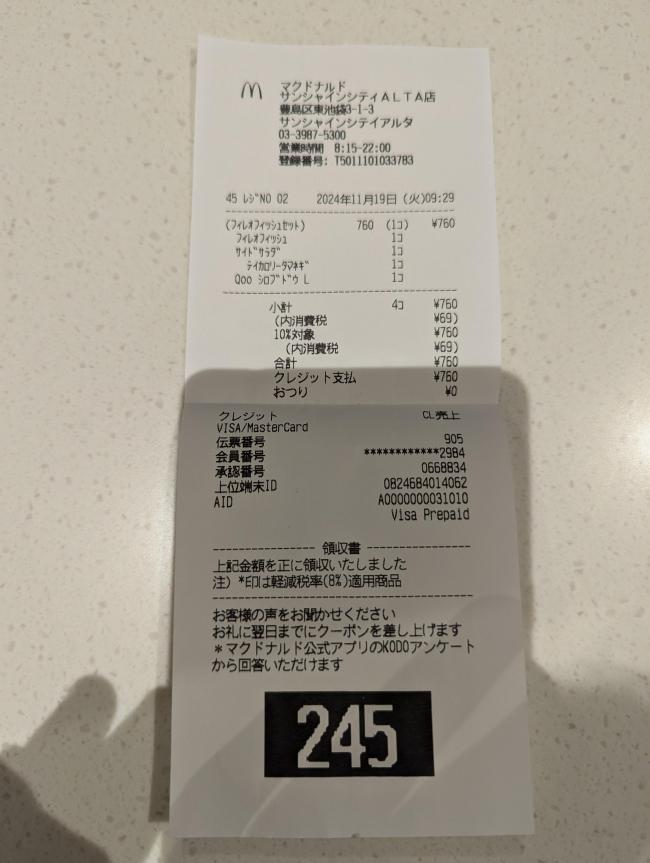 マクドナルド
サンシャインシティALTA店
豊島区東池袋3-1-3
サンシャインシティアルタ
03-3987-5300
営業時間 8:15-22:00
登録番号: T5011101033783
45 レジNO 02 2024年11月19日(火)09:29
(フィレオフィッシュセット) 760 (1コ) ¥760
フィレオフィッシュ 1コ
サイドサラダ 1コ
テイカロリータマネギ 1コ
Qoo シロブドウ L 1コ
小計 4コ ¥760
(内消費税 ¥69)
10%対象 ¥760
(内消費税 ¥69)
合計 ¥760
クレジット支払 ¥760
おつり ¥0
クレジット CL売上
VISA/MasterCard
伝票番号 905
会員番号 ************2984
承認番号 0668834
上位端末ID 0824684014062
AID A0000000031010
Visa Prepaid
---------------- 領収書 ----------------
上記金額を正に領収いたしました
注) *印は軽減税率(8%)適用商品
お客様の声をお聞かせください
お礼に翌日までにクーポンを差し上げます
*マクドナルド公式アプリのKODOアンケート
から回答いただけます
245